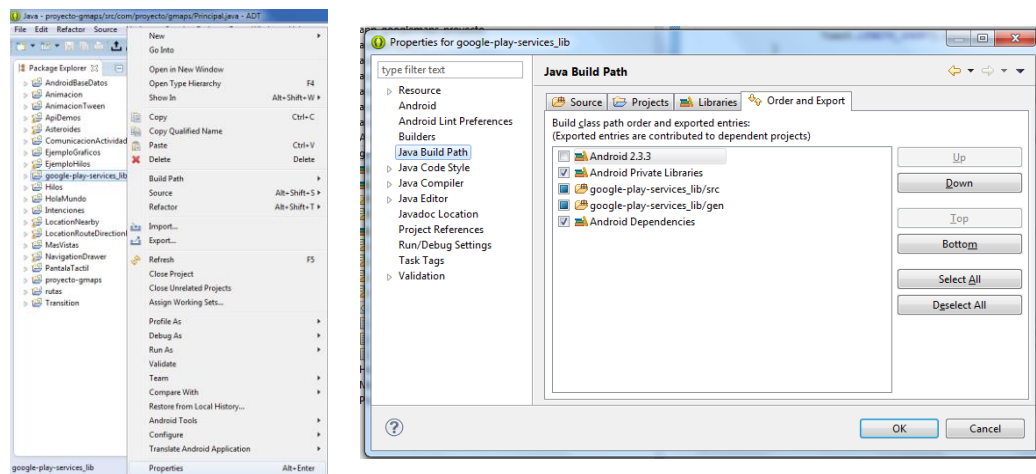 Java - proyecto-gmaps/src/com/proyecto/gmaps/Principal.java - ADT
File Edit Refactor Source
Package Explorer
AndroidBaseDatos
Animacion
AnimacionTween
ApiDemos
Asteroides
ComunicacionActividad
EjemploGraficos
EjemploHilos
google-play-services_lib
Hilos
HolaMundo
Intenciones
LocationNearby
LocationRouteDirection
MasVistas
NavigationDrawer
PantalaTactil
proyecto-gmaps
rutas
Transition
google-play-services_lib
New
Go Into
Open in New Window
Open Type Hierarchy F4
Show In Alt+Shift+W
Copy Ctrl+C
Copy Qualified Name
Paste Ctrl+V
Delete Delete
Build Path
Source Alt+Shift+S
Refactor Alt+Shift+T
Import...
Export...
Refresh F5
Close Project
Close Unrelated Projects
Assign Working Sets...
Profile As
Debug As
Run As
Validate
Team
Compare With
Restore from Local History...
Android Tools
Configure
Translate Android Application
Properties Alt+Enter
Properties for google-play-services_lib
type filter text
Resource
Android
Android Lint Preferences
Builders
Java Build Path
Java Code Style
Java Compiler
Java Editor
Javadoc Location
Project References
Run/Debug Settings
Task Tags
Validation
Java Build Path
Source Projects Libraries Order and Export
Build class path order and exported entries:
(Exported entries are contributed to dependent projects)
Android 2.3.3
Android Private Libraries
google-play-services_lib/src
google-play-services_lib/gen
Android Dependencies
Up
Down
Top
Bottom
Select All
Deselect All
OK Cancel